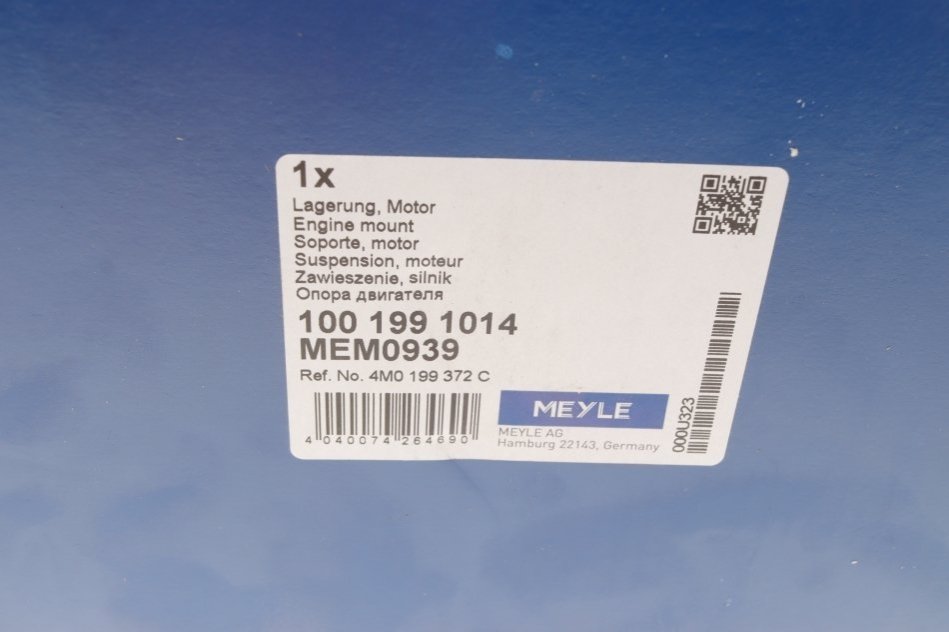 1x
Lagerung, Motor
Engine mount
Soporte, motor
Suspension, moteur
Zawieszenie, silnik
Опора двигателя
100 199 1014
MEM0939
Ref. No. 4M0 199 372 C
4 040074 264690
MEYLE
MEYLE AG
Hamburg 22143, Germany
000U323